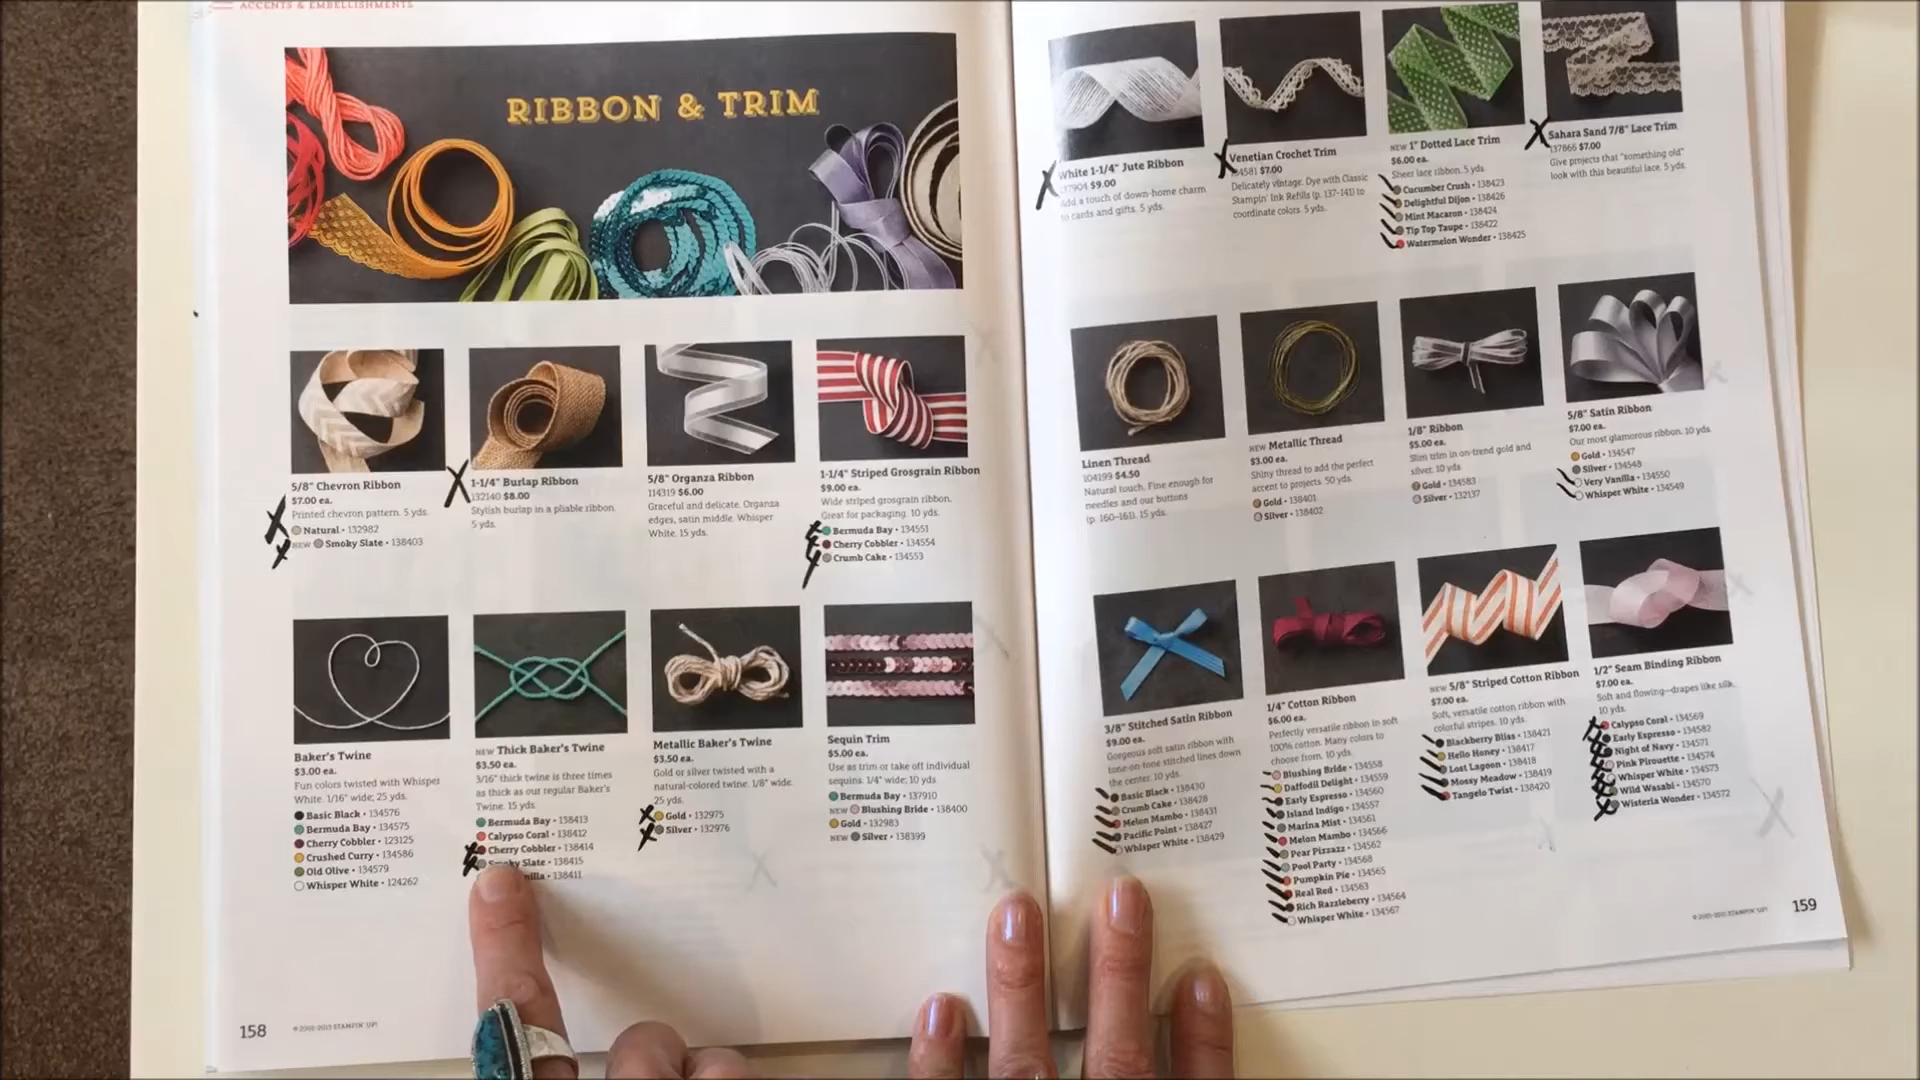 ACCENTS & EMBELLISHMENTS
RIBBON & TRIM
5/8" Chevron Ribbon
$7.00 ea.
Printed chevron pattern. 5 yds.
Natural • 132982
NEW Smoky Slate • 138403
1-1/4" Burlap Ribbon
132140 $8.00
Stylish burlap in a pliable ribbon.
5 yds.
5/8" Organza Ribbon
114319 $6.00
Graceful and delicate. Organza
edges, satin middle. Whisper
White. 15 yds.
1-1/4" Striped Grosgrain Ribbon
$9.00 ea.
Wide striped grosgrain ribbon.
Great for packaging. 10 yds.
Bermuda Bay • 134551
Cherry Cobbler • 134554
Crumb Cake • 134553
Baker's Twine
$3.00 ea.
Fun colors twisted with Whisper
White. 1/16" wide; 25 yds.
Basic Black • 134576
Bermuda Bay • 134575
Cherry Cobbler • 123125
Crushed Curry • 134586
Old Olive • 134579
Whisper White • 124262
NEW Thick Baker's Twine
$3.50 ea.
3/16" thick twine is three times
as thick as our regular Baker's
Twine. 15 yds.
Bermuda Bay • 138413
Calypso Coral • 138412
Cherry Cobbler • 138414
Smoky Slate • 138415
nilla • 138411
Metallic Baker's Twine
$3.50 ea.
Gold or silver twisted with a
natural-colored twine. 1/8" wide.
25 yds.
Gold • 132975
Silver • 132976
Sequin Trim
$5.00 ea.
Use as trim or take off individual
sequins. 1/4" wide; 10 yds
Bermuda Bay • 137910
NEW Blushing Bride • 138400
Gold • 132983
NEW Silver • 138399
158
© 2005-2015 STAMPIN' UP!
White 1-1/4" Jute Ribbon
137904 $9.00
Add a touch of down-home charm
to cards and gifts. 5 yds.
Venetian Crochet Trim
134581 $7.00
Delicately vintage. Dye with Classic
Stampin' Ink Refills (p. 137-141) to
coordinate colors. 5 yds.
NEW 1" Dotted Lace Trim
$6.00 ea.
Sheer lace ribbon. 5 yds.
Cucumber Crush • 138423
Delightful Dijon • 138426
Mint Macaron • 138424
Tip Top Taupe • 138422
Watermelon Wonder • 138425
Sahara Sand 7/8" Lace Trim
137866 $7.00
Give projects that "something old"
look with this beautiful lace. 5 yds.
Linen Thread
104199 $4.50
Natural touch. Fine enough for
needles and our buttons
(p. 160-161). 15 yds.
NEW Metallic Thread
$3.00 ea.
Shiny thread to add the perfect
accent to projects. 50 yds.
Gold • 138401
Silver • 138402
1/8" Ribbon
$5.00 ea.
Slim trim in on-trend gold and
silver. 10 yds.
Gold • 134583
Silver • 132137
5/8" Satin Ribbon
$7.00 ea.
Our most glamorous ribbon. 10 yds.
Gold • 134547
Silver • 134548
Very Vanilla • 134550
Whisper White • 134549
3/8" Stitched Satin Ribbon
$9.00 ea.
Gorgeous soft satin ribbon with
tone-on-tone stitched lines down
the center. 10 yds.
Basic Black • 138430
Crumb Cake • 138428
Melon Mambo • 138431
Pacific Point • 138427
Whisper White • 138429
1/4" Cotton Ribbon
$6.00 ea.
Perfectly versatile ribbon in soft
100% cotton. Many colors to
choose from. 10 yds.
Blushing Bride • 134558
Daffodil Delight • 134559
Early Espresso • 134560
Island Indigo • 134557
Marina Mist • 134561
Melon Mambo • 134566
Pear Pizzazz • 134562
Pool Party • 134568
Pumpkin Pie • 134565
Real Red • 134563
Rich Razzleberry • 134564
Whisper White • 134567
NEW 5/8" Striped Cotton Ribbon
$7.00 ea.
Soft, versatile cotton ribbon with
colorful stripes. 10 yds.
Blackberry Bliss • 138421
Hello Honey • 138417
Lost Lagoon • 138418
Mossy Meadow • 138419
Tangelo Twist • 138420
1/2" Seam Binding Ribbon
$7.00 ea.
Soft and flowing—drapes like silk.
10 yds.
Calypso Coral • 134569
Early Espresso • 134582
Night of Navy • 134571
Pink Pirouette • 134574
Whisper White • 134573
Wild Wasabi • 134570
Wisteria Wonder • 134572
© 2005-2015 STAMPIN' UP!
159